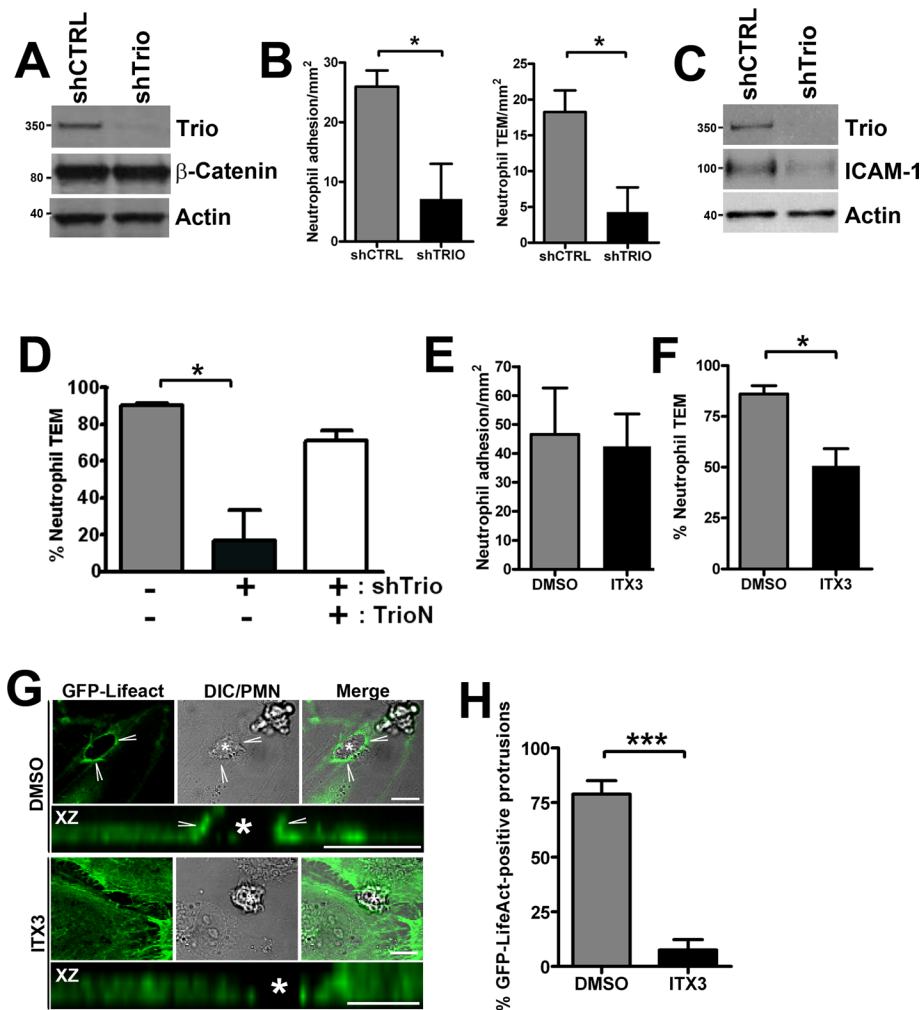 A
shCTRL
shTrio
350
Trio
80
β-Catenin
40
Actin
B
Neutrophil adhesion/mm2
30
20
10
0
shCTRL
shTRIO
*
Neutrophil TEM/mm2
25
20
15
10
5
0
shCTRL
shTRIO
*
C
shCTRL
shTrio
350
Trio
100
ICAM-1
40
Actin
D
% Neutrophil TEM
100
80
60
40
20
0
*
- + + : shTrio
- - + : TrioN
E
Neutrophil adhesion/mm2
70
60
50
40
30
20
10
0
DMSO
ITX3
F
% Neutrophil TEM
100
75
50
25
0
*
DMSO
ITX3
G
GFP-Lifeact
DIC/PMN
Merge
DMSO
*
*
XZ
*
ITX3
*
*
XZ
*
H
% GFP-LifeAct-positive protrusions
100
75
50
25
0
***
DMSO
ITX3